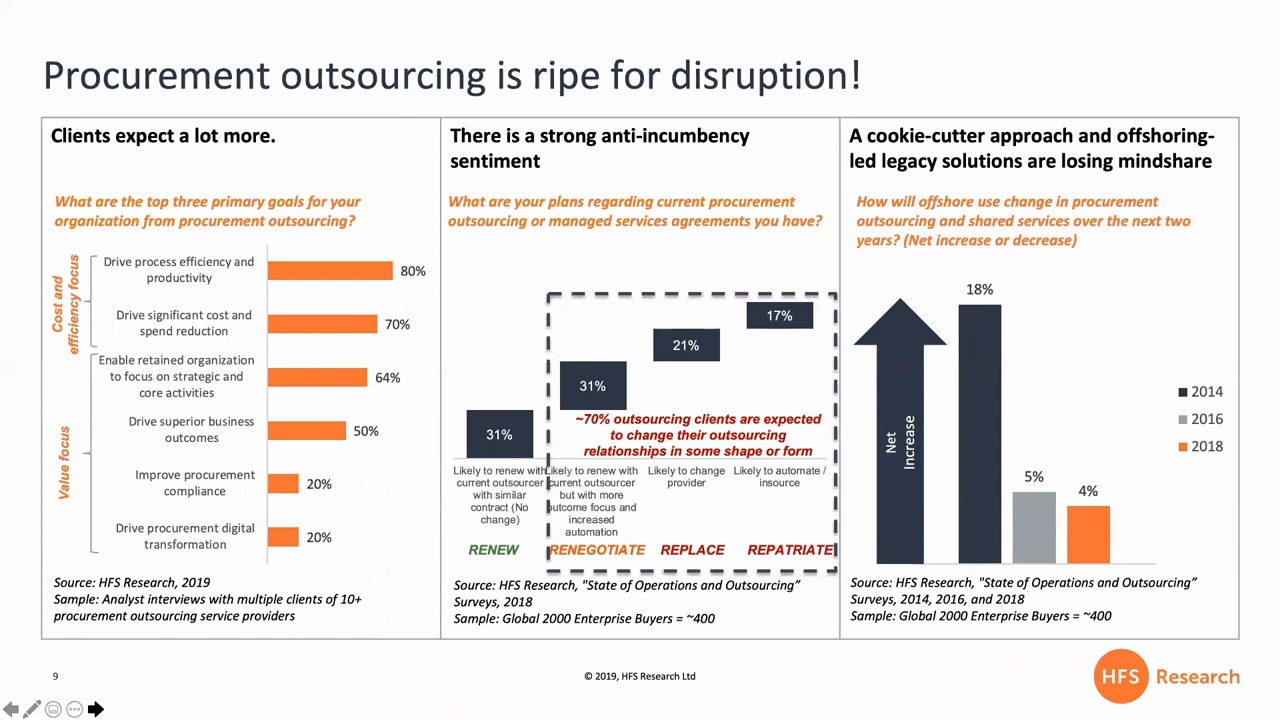 Procurement outsourcing is ripe for disruption!
Clients expect a lot more.
What are the top three primary goals for your
organization from procurement outsourcing?
Cost and
efficiency focus
Drive process efficiency and
productivity
80%
Drive significant cost and
spend reduction
70%
Value focus
Enable retained organization
to focus on strategic and
core activities
64%
Drive superior business
outcomes
50%
Improve procurement
compliance
20%
Drive procurement digital
transformation
20%
Source: HFS Research, 2019
Sample: Analyst interviews with multiple clients of 10+
procurement outsourcing service providers
There is a strong anti-incumbency
sentiment
What are your plans regarding current procurement
outsourcing or managed services agreements you have?
31%
31%
21%
17%
~70% outsourcing clients are expected
to change their outsourcing
relationships in some shape or form
Likely to renew with
current outsourcer
with similar
contract (No
change)
Likely to renew with
current outsourcer
but with more
outcome focus and
increased
automation
Likely to change
provider
Likely to automate /
insource
RENEW
RENEGOTIATE
REPLACE
REPATRIATE
Source: HFS Research, "State of Operations and Outsourcing”
Surveys, 2018
Sample: Global 2000 Enterprise Buyers = ~400
A cookie-cutter approach and offshoring-
led legacy solutions are losing mindshare
How will offshore use change in procurement
outsourcing and shared services over the next two
years? (Net increase or decrease)
Net
Increase
18%
5%
4%
2014
2016
2018
Source: HFS Research, "State of Operations and Outsourcing”
Surveys, 2014, 2016, and 2018
Sample: Global 2000 Enterprise Buyers = ~400
9
© 2019, HFS Research Ltd
HFS Research